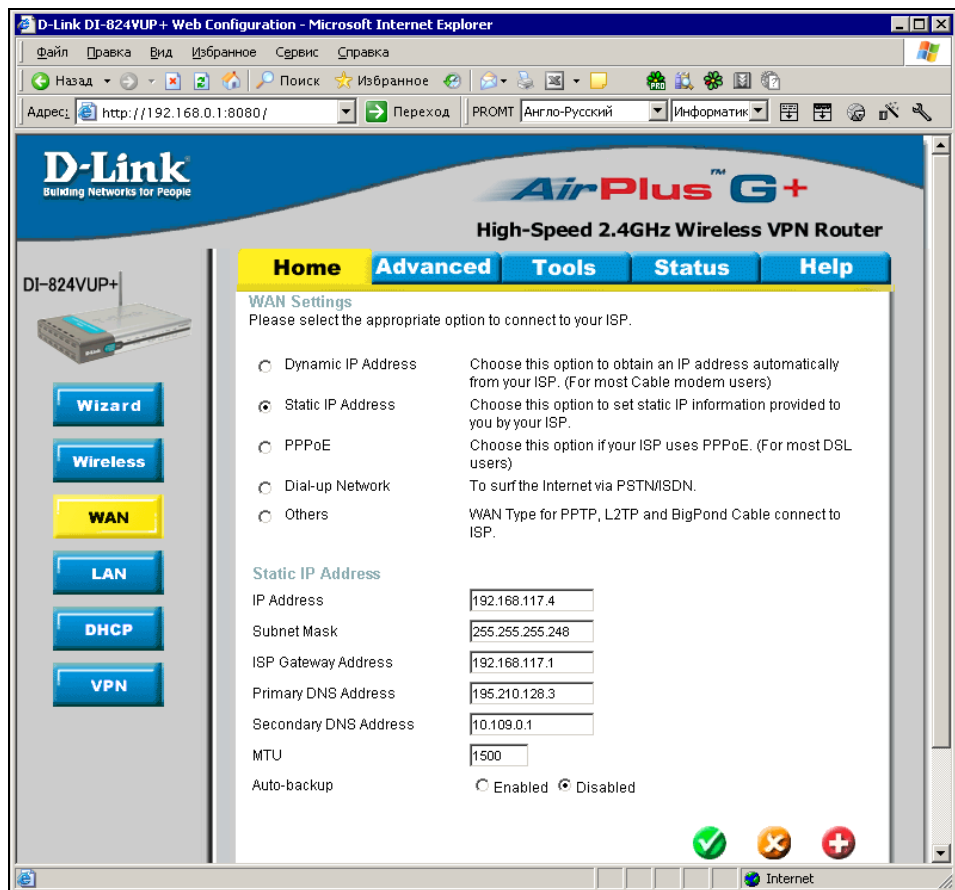 D-Link DI-824VUP+ Web Configuration - Microsoft Internet Explorer
Файл Правка Вид Избранное Сервис Справка
Назад Поиск Избранное
Адрес: http://192.168.0.1:8080/ Переход PROMT Англо-Русский Информатик
D-Link
Building Networks for People
AirPlus™ G+
High-Speed 2.4GHz Wireless VPN Router
Home Advanced Tools Status Help
DI-824VUP+
Wizard
Wireless
WAN
LAN
DHCP
VPN
WAN Settings
Please select the appropriate option to connect to your ISP.
Dynamic IP Address Choose this option to obtain an IP address automatically
from your ISP. (For most Cable modem users)
Static IP Address Choose this option to set static IP information provided to
you by your ISP.
PPPoE Choose this option if your ISP uses PPPoE. (For most DSL
users)
Dial-up Network To surf the Internet via PSTN/ISDN.
Others WAN Type for PPTP, L2TP and BigPond Cable connect to
ISP.
Static IP Address
IP Address 192.168.117.4
Subnet Mask 255.255.255.248
ISP Gateway Address 192.168.117.1
Primary DNS Address 195.210.128.3
Secondary DNS Address 10.109.0.1
MTU 1500
Auto-backup Enabled Disabled
Internet